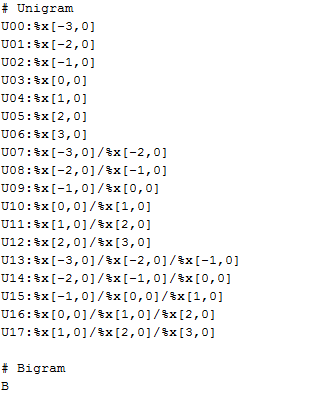 # Unigram
U00:%x[-3,0]
U01:%x[-2,0]
U02:%x[-1,0]
U03:%x[0,0]
U04:%x[1,0]
U05:%x[2,0]
U06:%x[3,0]
U07:%x[-3,0]/%x[-2,0]
U08:%x[-2,0]/%x[-1,0]
U09:%x[-1,0]/%x[0,0]
U10:%x[0,0]/%x[1,0]
U11:%x[1,0]/%x[2,0]
U12:%x[2,0]/%x[3,0]
U13:%x[-3,0]/%x[-2,0]/%x[-1,0]
U14:%x[-2,0]/%x[-1,0]/%x[0,0]
U15:%x[-1,0]/%x[0,0]/%x[1,0]
U16:%x[0,0]/%x[1,0]/%x[2,0]
U17:%x[1,0]/%x[2,0]/%x[3,0]

# Bigram
B